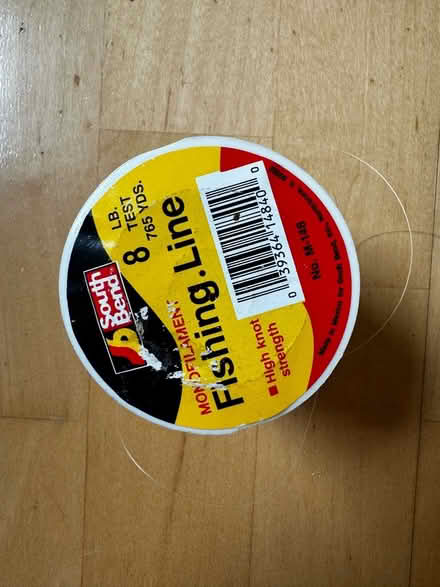 South
Bend
8
LB.
TEST
765 YDS.
MONOFILAMENT
Fishing Line
High knot
strength
0 39364 14840 0
No. M-148